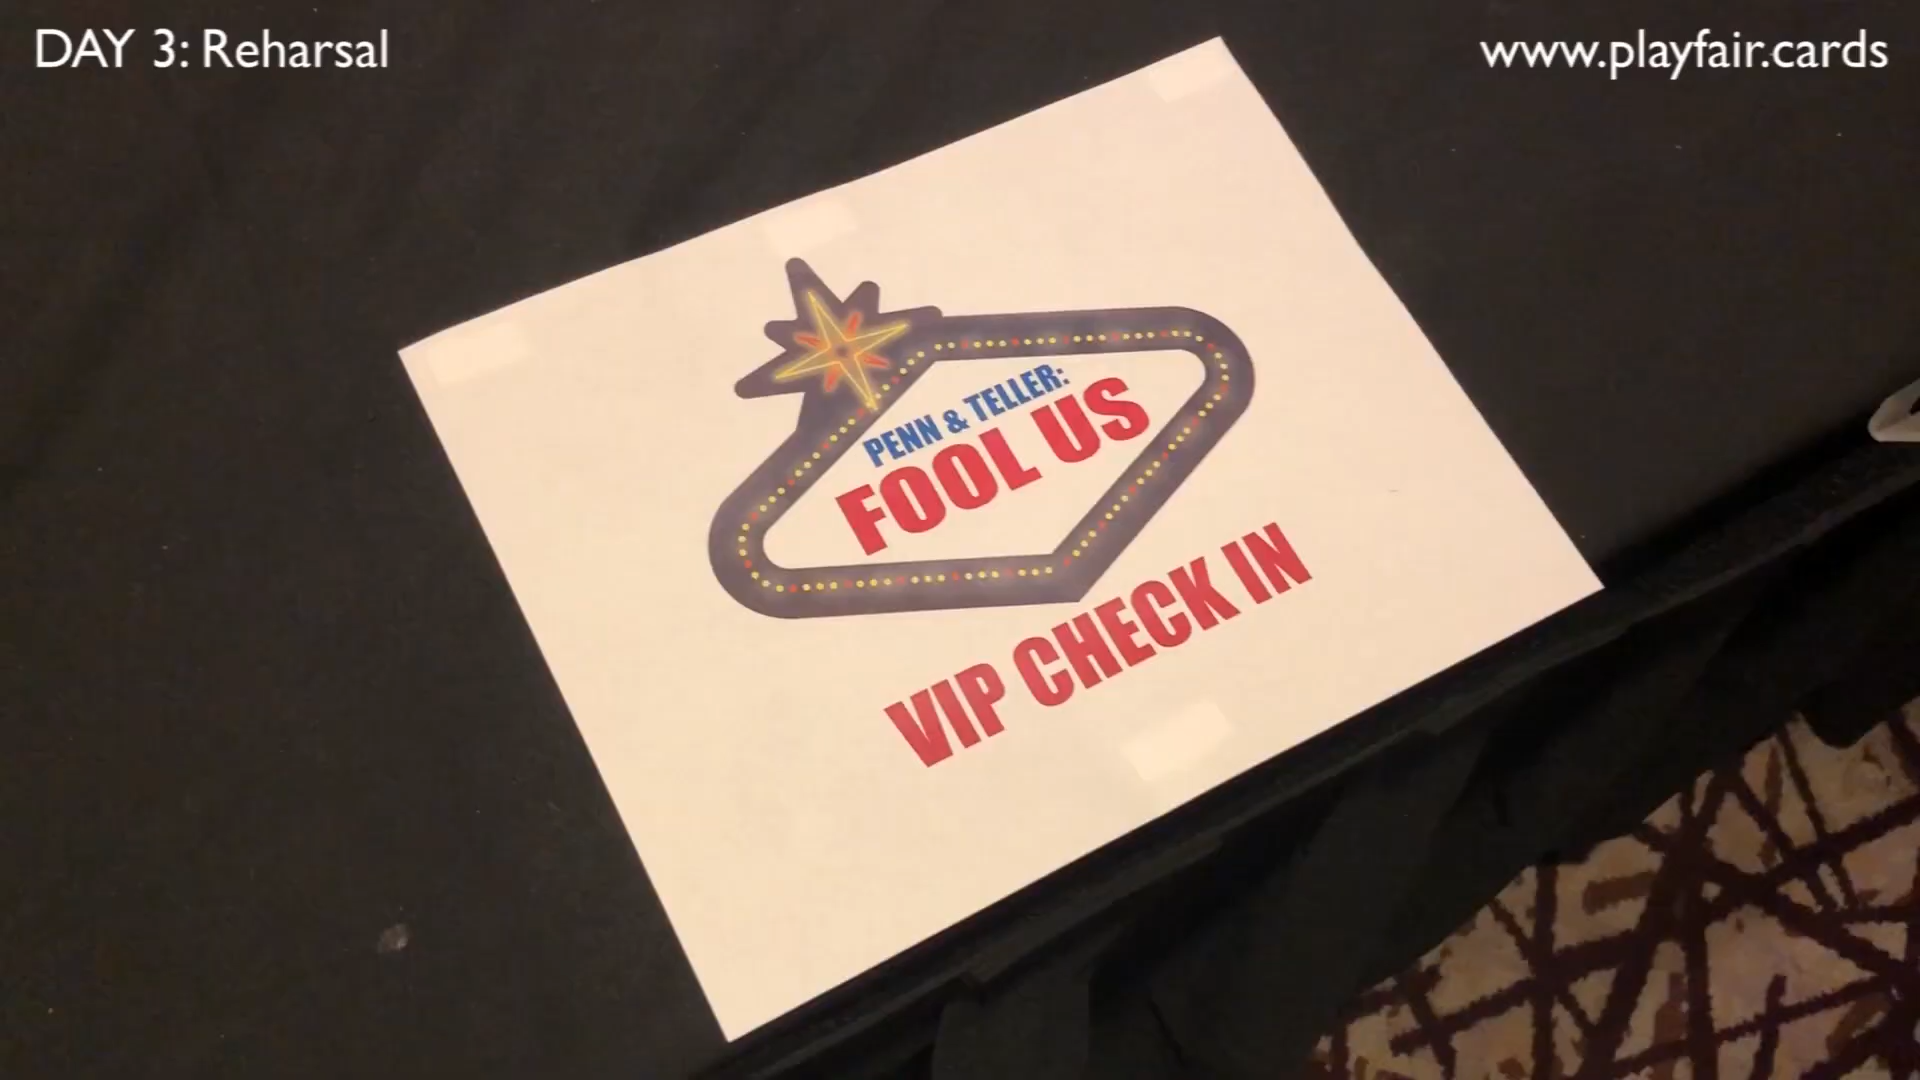 DAY 3: Reharsal
www.playfair.cards
PENN & TELLER:
FOOL US
VIP CHECK IN